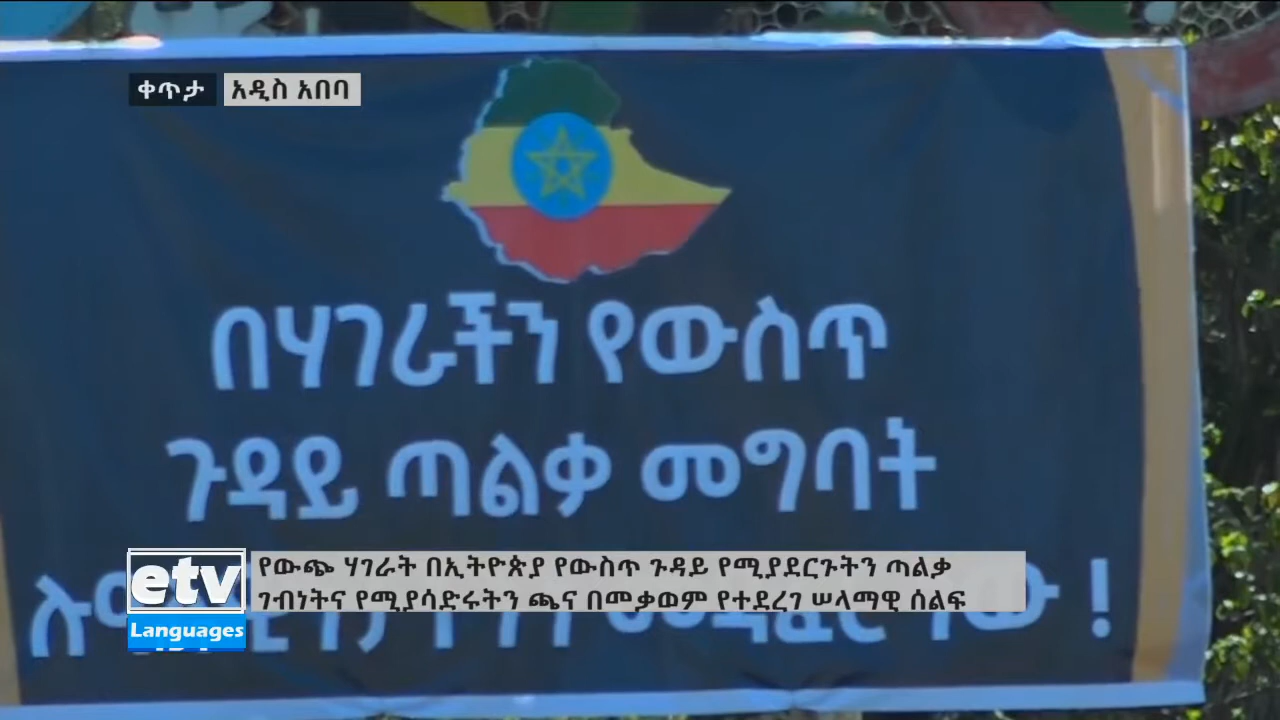 ቀጥታ አዲስ አበባ
በሃገራችን የውስጥ
ጉዳይ ጣልቃ መግባት
!
etv
Languages
የውጭ ሃገራት በኢትዮጵያ የውስጥ ጉዳይ የሚያደርጉትን ጣልቃ
ገብነትና የሚያሳድሩትን ጫና በመቃወም የተደረገ ሠላማዊ ሰልፍ